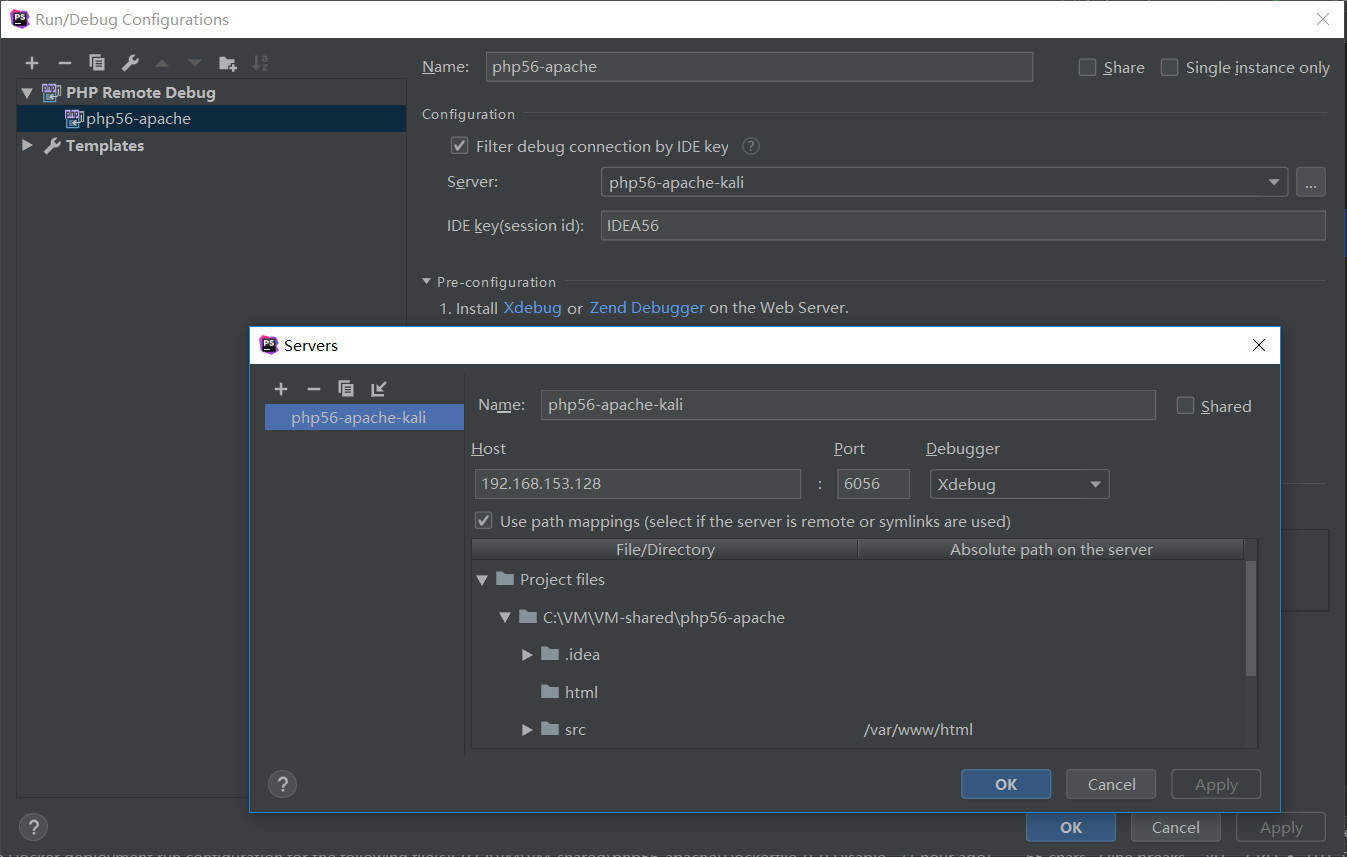 PS Run/Debug Configurations
Name: php56-apache Share Single instance only
PHP Remote Debug
php56-apache
Templates
Configuration
Filter debug connection by IDE key ?
Server: php56-apache-kali ...
IDE key(session id): IDEA56
Pre-configuration
1. Install Xdebug or Zend Debugger on the Web Server.
PS Servers
php56-apache-kali
Name: php56-apache-kali Shared
Host Port Debugger
192.168.153.128 : 6056 Xdebug
Use path mappings (select if the server is remote or symlinks are used)
File/Directory Absolute path on the server
Project files
C:\VM\VM-shared\php56-apache
.idea
html
src /var/www/html
? OK Cancel Apply
? OK Cancel Apply